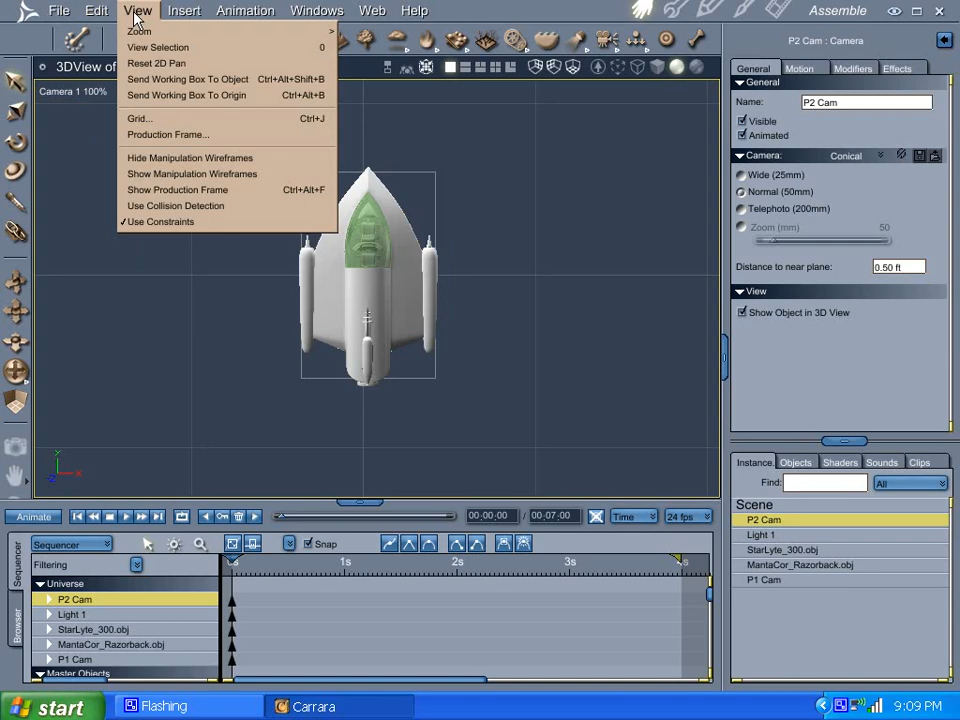 File Edit View Insert Animation Windows Web Help Assemble
Zoom >
View Selection 0
Reset 2D Pan
Send Working Box To Object Ctrl+Alt+Shift+B
Send Working Box To Origin Ctrl+Alt+B
Grid... Ctrl+J
Production Frame...
Hide Manipulation Wireframes
Show Manipulation Wireframes
Show Production Frame Ctrl+Alt+F
Use Collision Detection
Use Constraints
3DView of
Camera 1 100%
Y
X
Z
P2 Cam : Camera
General Motion Modifiers Effects
General
Name: P2 Cam
Visible
Animated
Camera: Conical
Wide (25mm)
Normal (50mm)
Telephoto (200mm)
Zoom (mm) 50
Distance to near plane: 0.50 ft
View
Show Object in 3D View
Instance Objects Shaders Sounds Clips
Find: All
Scene
P2 Cam
Light 1
StarLyte_300.obj
MantaCor_Razorback.obj
P1 Cam
Animate 00:00:00 / 00:07:00 Time 24 fps
Sequencer Snap
Filtering 0s 1s 2s 3s 4s
Sequencer
Browser
Universe
P2 Cam
Light 1
StarLyte_300.obj
MantaCor_Razorback.obj
P1 Cam
Master Objects
start Flashing Carrara 9:09 PM